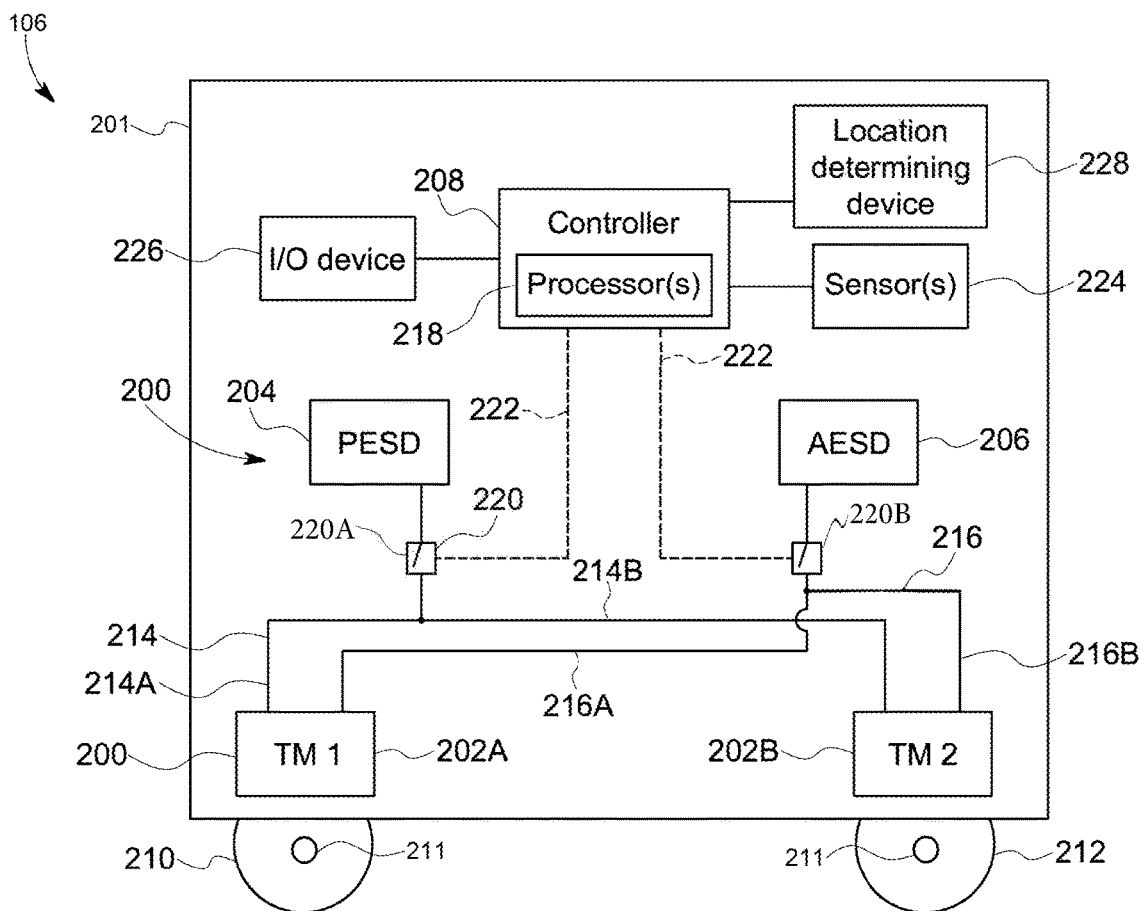 106
201
Location
determining
device
228
208
Controller
226
I/O device
Processor(s)
Sensor(s)
224
218
222
200
204
PESD
222
AESD
206
220A
220
220B
214B
216
214
214A
216A
216B
200
TM 1
202A
202B
TM 2
210
211
211
212